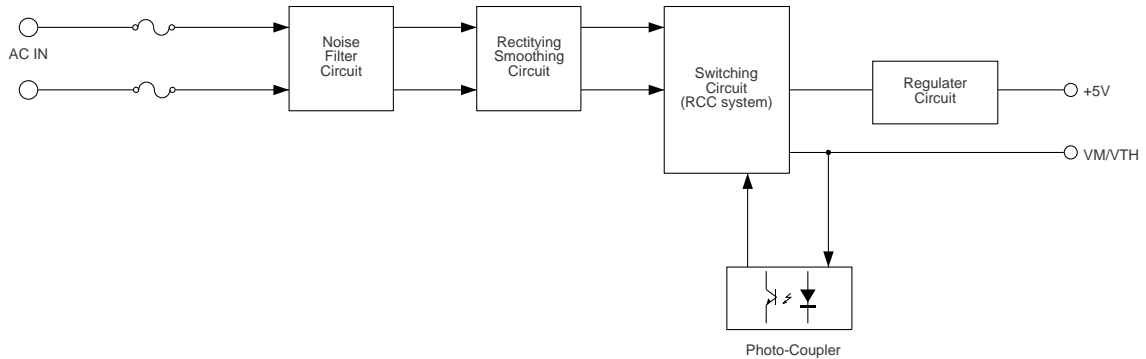 AC IN
Noise
Filter
Circuit
Rectitying
Smoothing
Circuit
Switching
Circuit
(RCC system)
Regulater
Circuit
+5V
VM/VTH
Photo-Coupler